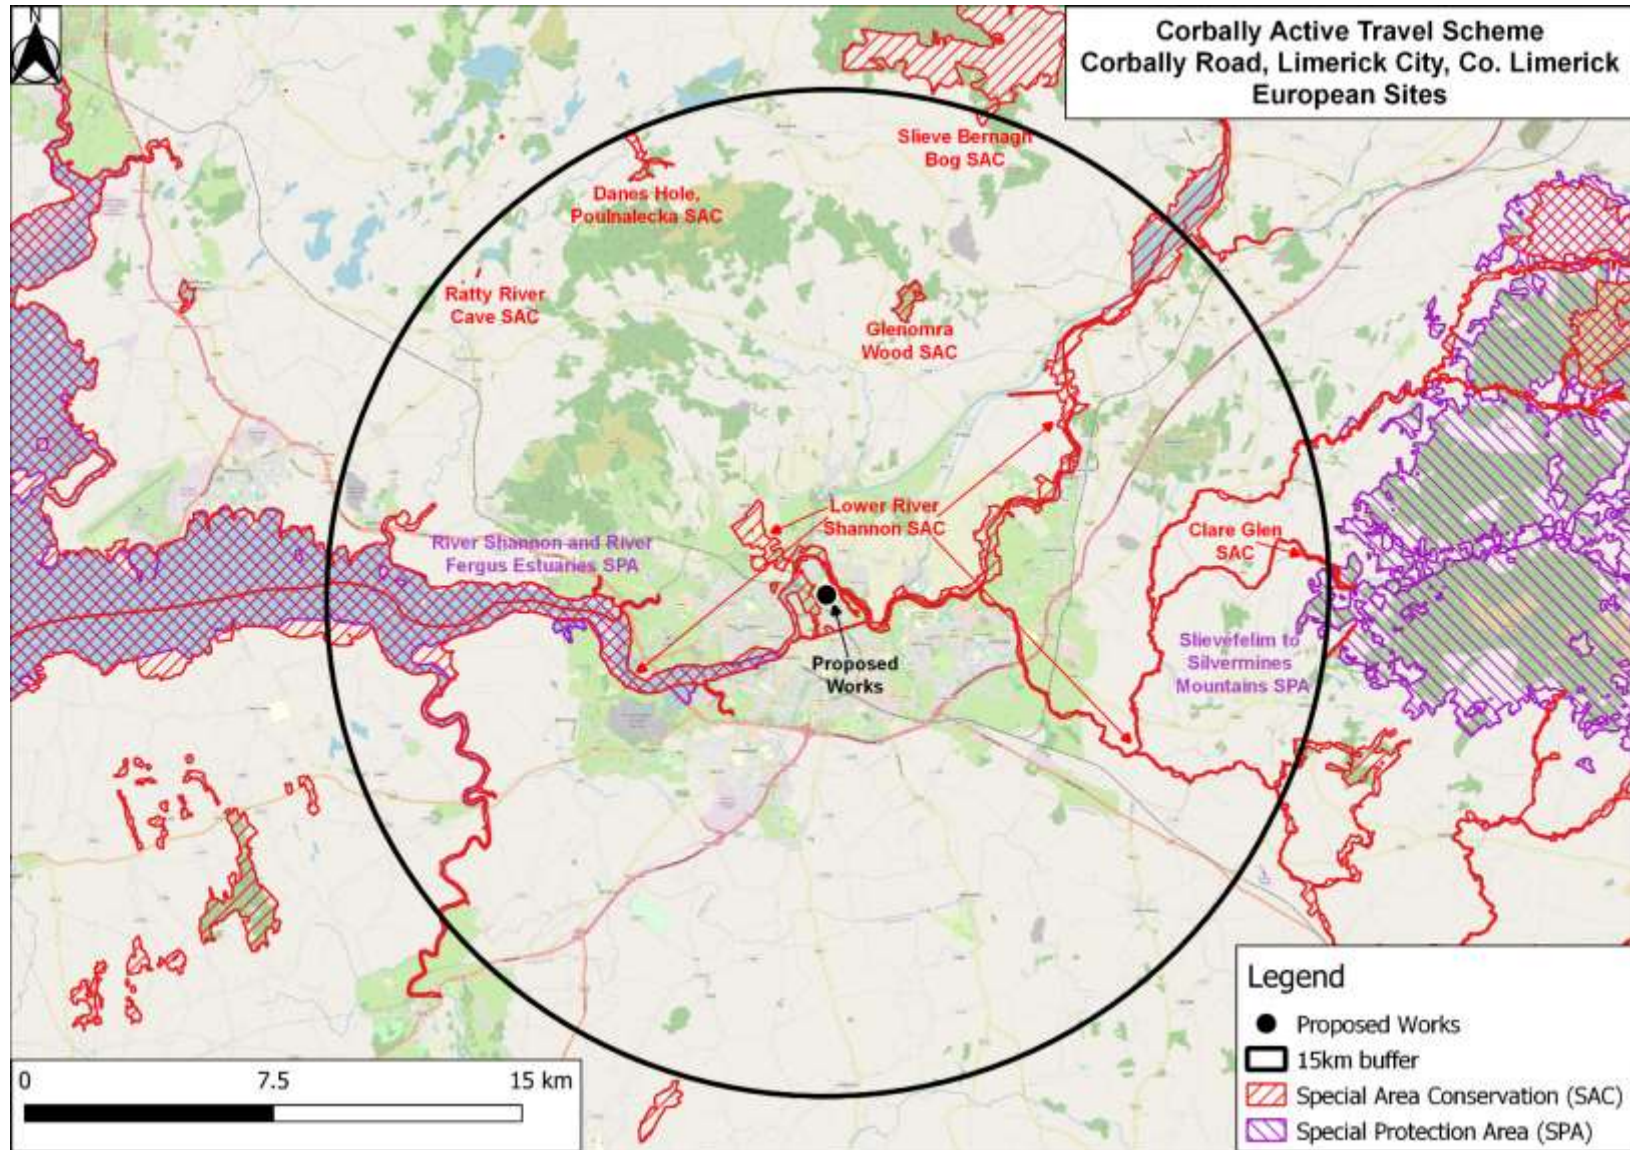 N
Corbally Active Travel Scheme
Corbally Road, Limerick City, Co. Limerick
European Sites
Slieve Bernagh
Bog SAC
Danes Hole,
Poulnalecka SAC
Ratty River
Cave SAC
Glenomra
Wood SAC
Lower River
Shannon SAC
River Shannon and River
Fergus Estuaries SPA
Clare Glen
SAC
Slievefelim to
Silvermines
Mountains SPA
Proposed
Works
Legend
Proposed Works
15km buffer
Special Area Conservation (SAC)
Special Protection Area (SPA)
0 7.5 15 km